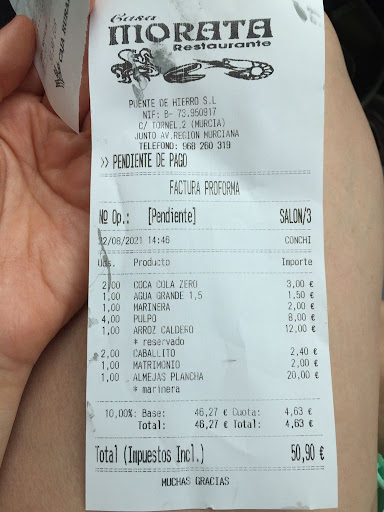 Casa
MORATA
Restaurante
PUENTE DE HIERRO S.L
NIF: B- 73.950917
C/ TORNEL,2 (MURCIA)
JUNTO AV.REGION MURCIANA
TELEFONO: 968 260 319
>> PENDIENTE DE PAGO
FACTURA PROFORMA
Nº Op.: [Pendiente] SALON/3
22/08/2021 14:46 CONCHI
Uds. Producto Importe
2,00 COCA COLA ZERO 3,00 €
1,00 AGUA GRANDE 1,5 1,50 €
1,00 MARINERA 2,00 €
4,00 PULPO 8,00 €
1,00 ARROZ CALDERO 12,00 €
* reservado
2,00 CABALLITO 2,40 €
1,00 MATRIMONIO 2,00 €
1,00 ALMEJAS PLANCHA 20,00 €
* marinera
10,00%: Base: 46,27 € Cuota: 4,63 €
Total: 46,27 € Total: 4,63 €
Total (Impuestos Incl.) 50,90 €
MUCHAS GRACIAS